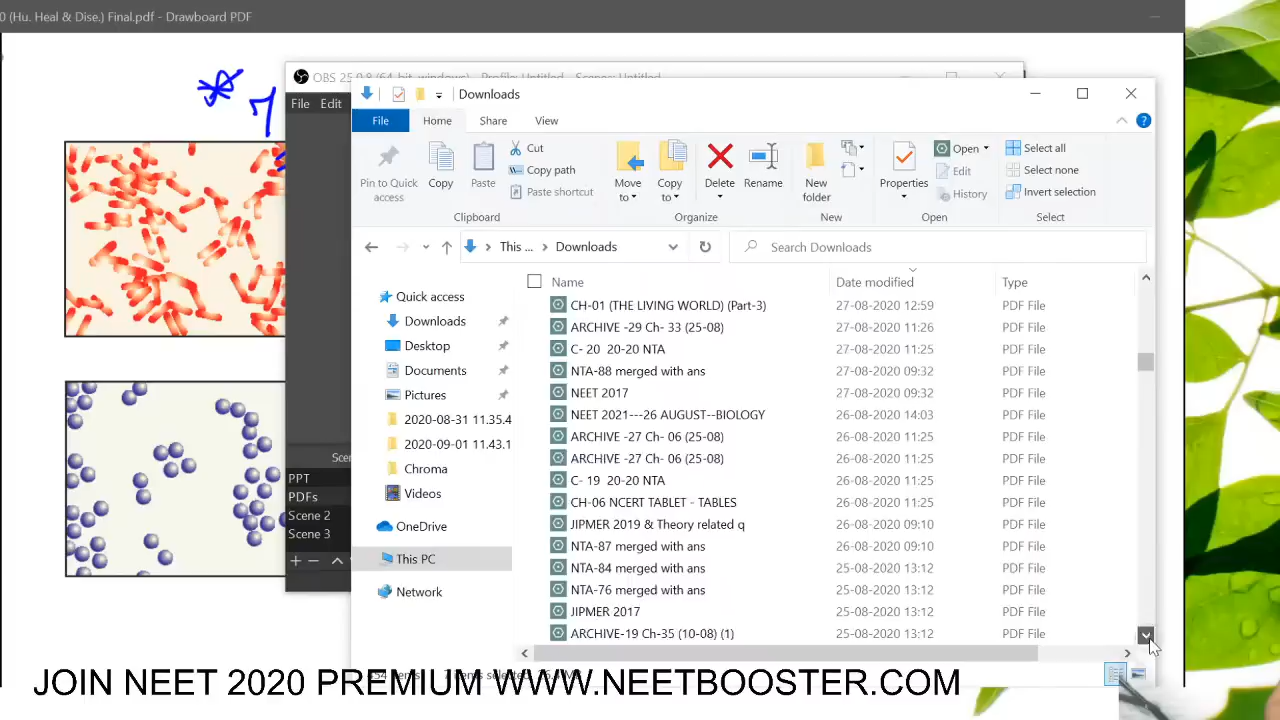 0 (Hu. Heal & Dise.) Final.pdf - Drawboard PDF
OBS 25.0.8 (64-bit, windows) - Profile: Untitled - Scenes: Untitled
File Edit
Downloads
File Home Share View
Pin to Quick access
Copy
Paste
Cut
Copy path
Paste shortcut
Move to
Copy to
Delete
Rename
New folder
Properties
Open
Edit
History
Select all
Select none
Invert selection
Clipboard Organize New Open Select
This ... Downloads
Search Downloads
Name Date modified Type
Quick access
Downloads
Desktop
Documents
Pictures
2020-08-31 11.35.4
2020-09-01 11.43.1
Chroma
Videos
OneDrive
This PC
Network
CH-01 (THE LIVING WORLD) (Part-3) 27-08-2020 12:59 PDF File
ARCHIVE -29 Ch- 33 (25-08) 27-08-2020 11:26 PDF File
C- 20 20-20 NTA 27-08-2020 11:25 PDF File
NTA-88 merged with ans 27-08-2020 09:32 PDF File
NEET 2017 27-08-2020 09:32 PDF File
NEET 2021---26 AUGUST--BIOLOGY 26-08-2020 14:03 PDF File
ARCHIVE -27 Ch- 06 (25-08) 26-08-2020 11:25 PDF File
ARCHIVE -27 Ch- 06 (25-08) 26-08-2020 11:25 PDF File
C- 19 20-20 NTA 26-08-2020 11:25 PDF File
CH-06 NCERT TABLET - TABLES 26-08-2020 11:25 PDF File
JIPMER 2019 & Theory related q 26-08-2020 09:10 PDF File
NTA-87 merged with ans 26-08-2020 09:10 PDF File
NTA-84 merged with ans 25-08-2020 13:12 PDF File
NTA-76 merged with ans 25-08-2020 13:12 PDF File
JIPMER 2017 25-08-2020 13:12 PDF File
ARCHIVE-19 Ch-35 (10-08) (1) 25-08-2020 13:12 PDF File
Scen
PPT
PDFs
Scene 2
Scene 3
JOIN NEET 2020 PREMIUM WWW.NEETBOOSTER.COM